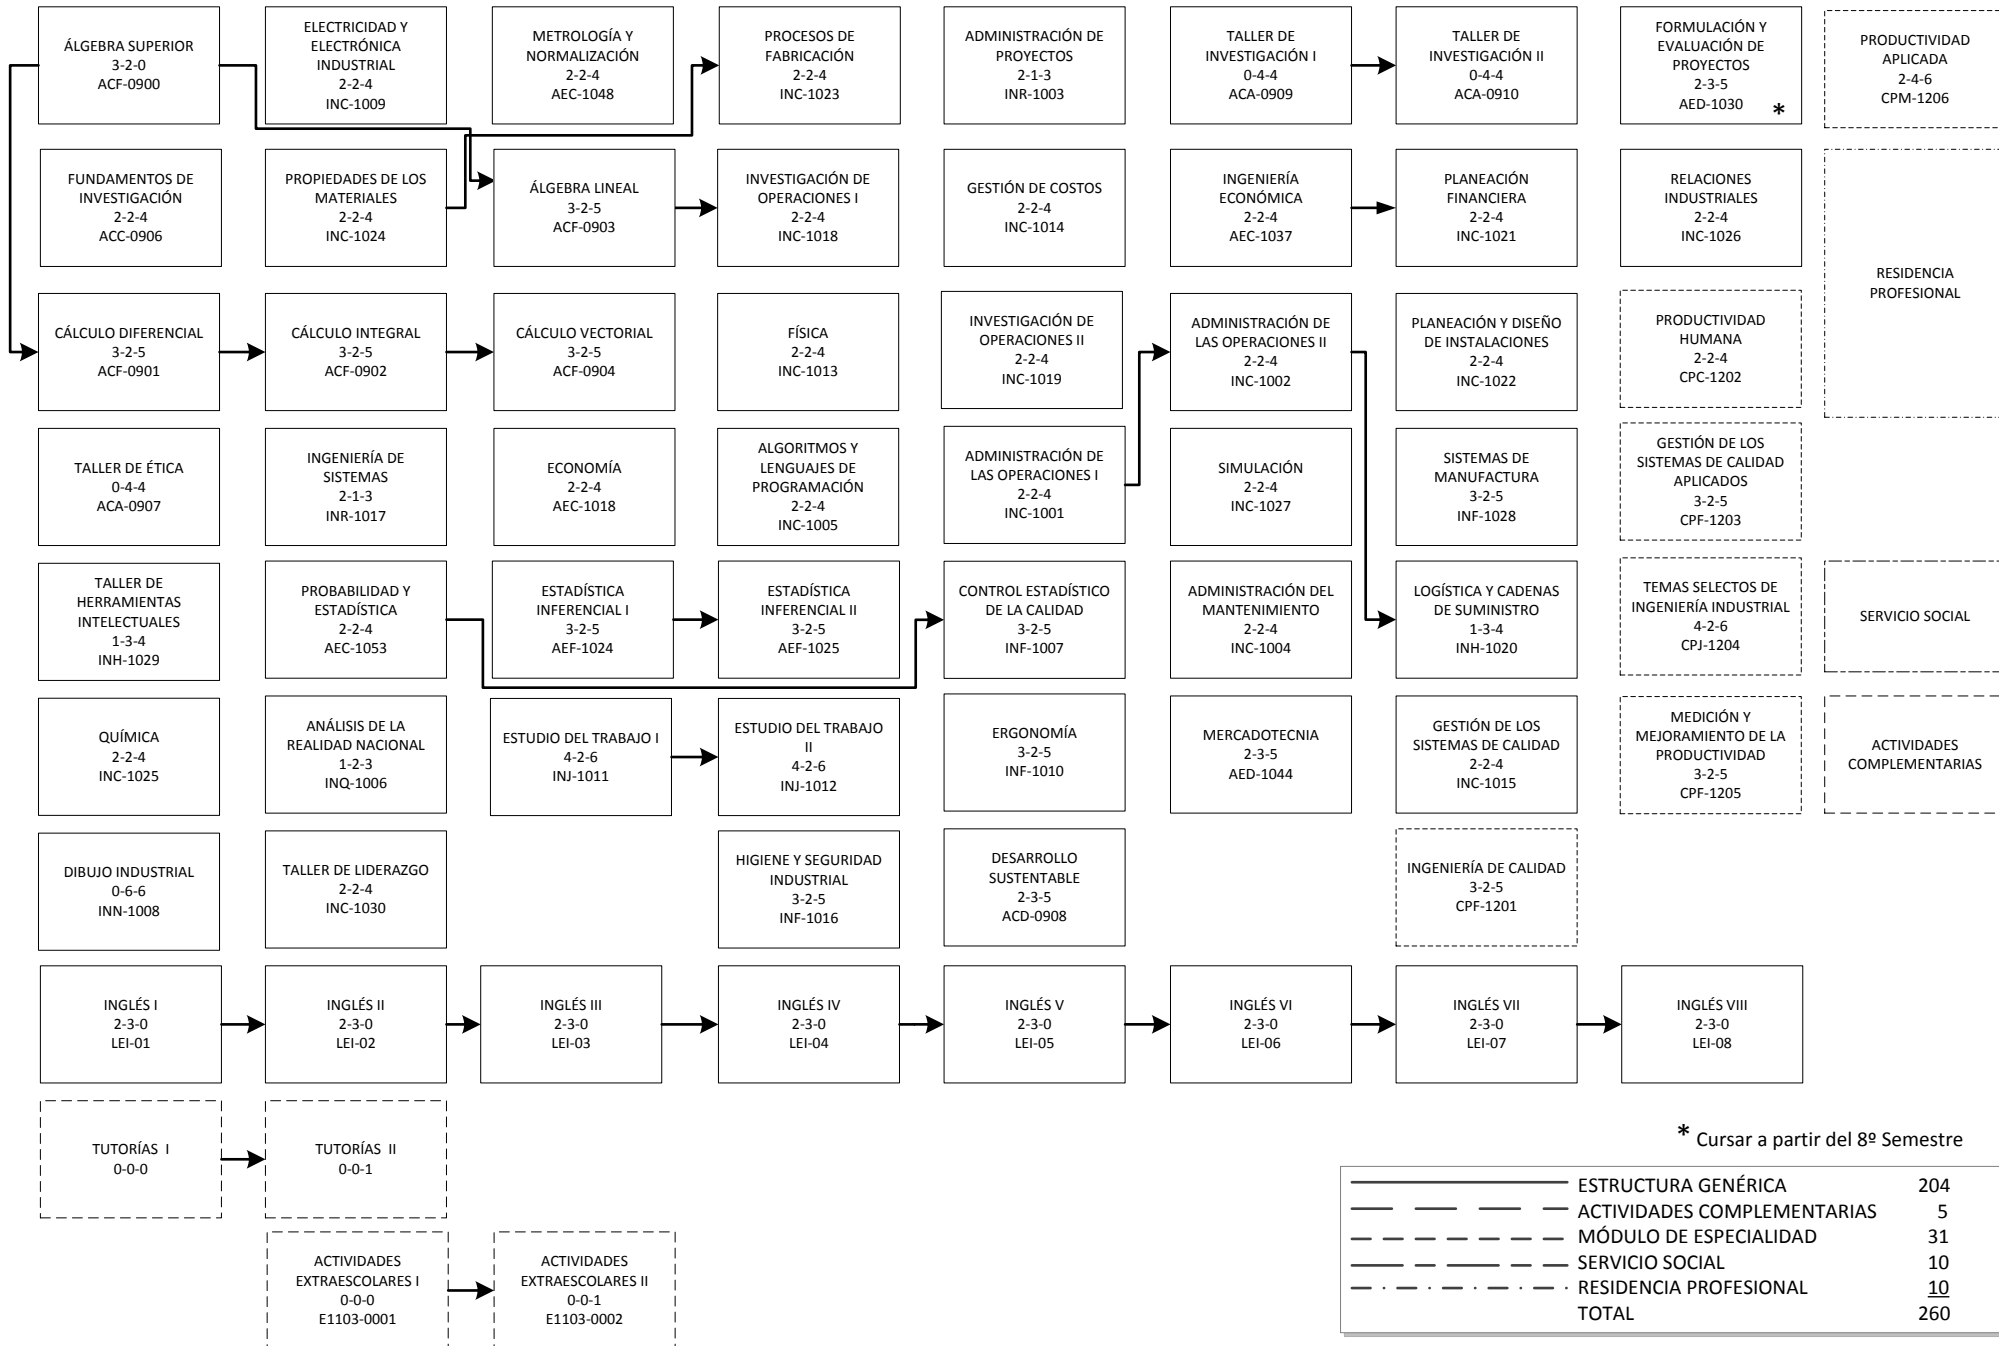 ÁLGEBRA SUPERIOR
3-2-0
ACF-0900
ELECTRICIDAD Y
ELECTRÓNICA
INDUSTRIAL
2-2-4
INC-1009
METROLOGÍA Y
NORMALIZACIÓN
2-2-4
AEC-1048
PROCESOS DE
FABRICACIÓN
2-2-4
INC-1023
ADMINISTRACIÓN DE
PROYECTOS
2-1-3
INR-1003
TALLER DE
INVESTIGACIÓN I
0-4-4
ACA-0909
TALLER DE
INVESTIGACIÓN II
0-4-4
ACA-0910
FORMULACIÓN Y
EVALUACIÓN DE
PROYECTOS
2-3-5
AED-1030
*
PRODUCTIVIDAD
APLICADA
2-4-6
CPM-1206
FUNDAMENTOS DE
INVESTIGACIÓN
2-2-4
ACC-0906
PROPIEDADES DE LOS
MATERIALES
2-2-4
INC-1024
ÁLGEBRA LINEAL
3-2-5
ACF-0903
INVESTIGACIÓN DE
OPERACIONES I
2-2-4
INC-1018
GESTIÓN DE COSTOS
2-2-4
INC-1014
INGENIERÍA
ECONÓMICA
2-2-4
AEC-1037
PLANEACIÓN
FINANCIERA
2-2-4
INC-1021
RELACIONES
INDUSTRIALES
2-2-4
INC-1026
RESIDENCIA
PROFESIONAL
CÁLCULO DIFERENCIAL
3-2-5
ACF-0901
CÁLCULO INTEGRAL
3-2-5
ACF-0902
CÁLCULO VECTORIAL
3-2-5
ACF-0904
FÍSICA
2-2-4
INC-1013
INVESTIGACIÓN DE
OPERACIONES II
2-2-4
INC-1019
ADMINISTRACIÓN DE
LAS OPERACIONES II
2-2-4
INC-1002
PLANEACIÓN Y DISEÑO
DE INSTALACIONES
2-2-4
INC-1022
PRODUCTIVIDAD
HUMANA
2-2-4
CPC-1202
TALLER DE ÉTICA
0-4-4
ACA-0907
INGENIERÍA DE
SISTEMAS
2-1-3
INR-1017
ECONOMÍA
2-2-4
AEC-1018
ALGORITMOS Y
LENGUAJES DE
PROGRAMACIÓN
2-2-4
INC-1005
ADMINISTRACIÓN DE
LAS OPERACIONES I
2-2-4
INC-1001
SIMULACIÓN
2-2-4
INC-1027
SISTEMAS DE
MANUFACTURA
3-2-5
INF-1028
GESTIÓN DE LOS
SISTEMAS DE CALIDAD
APLICADOS
3-2-5
CPF-1203
TALLER DE
HERRAMIENTAS
INTELECTUALES
1-3-4
INH-1029
PROBABILIDAD Y
ESTADÍSTICA
2-2-4
AEC-1053
ESTADÍSTICA
INFERENCIAL I
3-2-5
AEF-1024
ESTADÍSTICA
INFERENCIAL II
3-2-5
AEF-1025
CONTROL ESTADÍSTICO
DE LA CALIDAD
3-2-5
INF-1007
ADMINISTRACIÓN DEL
MANTENIMIENTO
2-2-4
INC-1004
LOGÍSTICA Y CADENAS
DE SUMINISTRO
1-3-4
INH-1020
TEMAS SELECTOS DE
INGENIERÍA INDUSTRIAL
4-2-6
CPJ-1204
SERVICIO SOCIAL
QUÍMICA
2-2-4
INC-1025
ANÁLISIS DE LA
REALIDAD NACIONAL
1-2-3
INQ-1006
ESTUDIO DEL TRABAJO I
4-2-6
INJ-1011
ESTUDIO DEL TRABAJO
II
4-2-6
INJ-1012
ERGONOMÍA
3-2-5
INF-1010
MERCADOTECNIA
2-3-5
AED-1044
GESTIÓN DE LOS
SISTEMAS DE CALIDAD
2-2-4
INC-1015
MEDICIÓN Y
MEJORAMIENTO DE LA
PRODUCTIVIDAD
3-2-5
CPF-1205
ACTIVIDADES
COMPLEMENTARIAS
DIBUJO INDUSTRIAL
0-6-6
INN-1008
TALLER DE LIDERAZGO
2-2-4
INC-1030
HIGIENE Y SEGURIDAD
INDUSTRIAL
3-2-5
INF-1016
DESARROLLO
SUSTENTABLE
2-3-5
ACD-0908
INGENIERÍA DE CALIDAD
3-2-5
CPF-1201
INGLÉS I
2-3-0
LEI-01
INGLÉS II
2-3-0
LEI-02
INGLÉS III
2-3-0
LEI-03
INGLÉS IV
2-3-0
LEI-04
INGLÉS V
2-3-0
LEI-05
INGLÉS VI
2-3-0
LEI-06
INGLÉS VII
2-3-0
LEI-07
INGLÉS VIII
2-3-0
LEI-08
TUTORÍAS I
0-0-0
TUTORÍAS II
0-0-1
ACTIVIDADES
EXTRAESCOLARES I
0-0-0
E1103-0001
ACTIVIDADES
EXTRAESCOLARES II
0-0-1
E1103-0002
* Cursar a partir del 8º Semestre
ESTRUCTURA GENÉRICA 204
ACTIVIDADES COMPLEMENTARIAS 5
MÓDULO DE ESPECIALIDAD 31
SERVICIO SOCIAL 10
RESIDENCIA PROFESIONAL 10
TOTAL 260